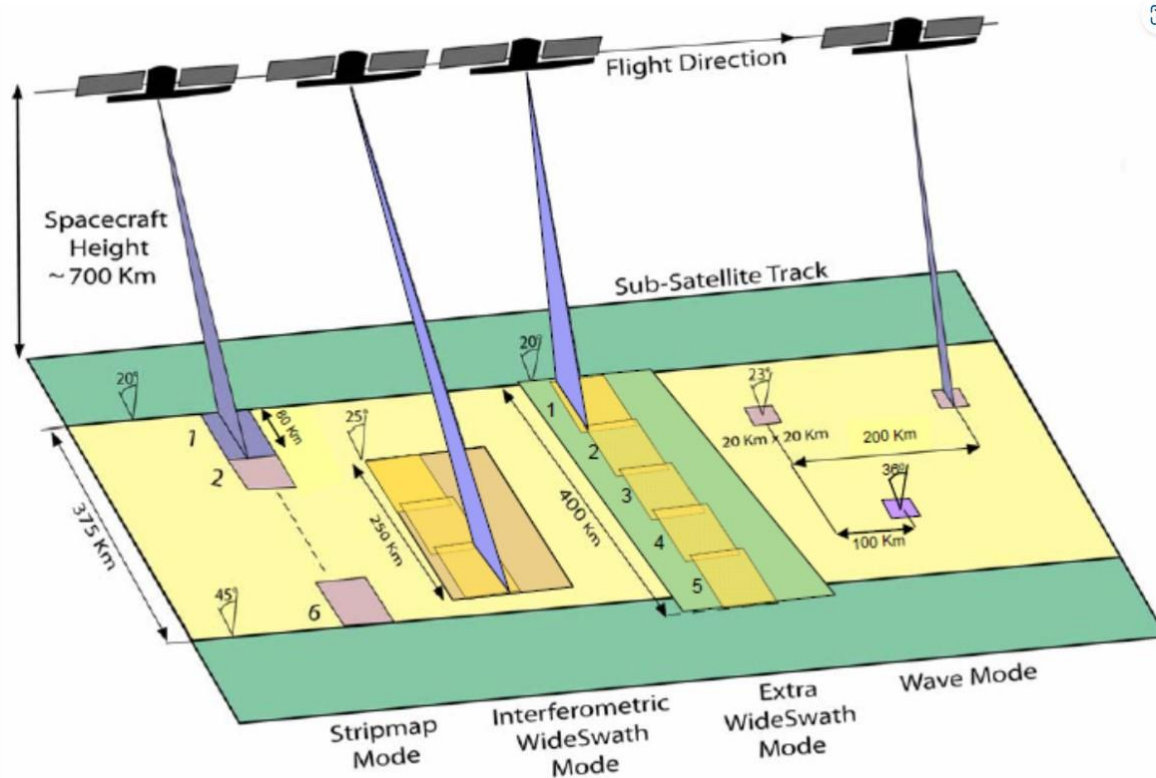 Flight Direction
Spacecraft
Height
~700 Km
Sub-Satellite Track
20°
20°
23°
1
80 Km
25°
1
20 Km × 20 Km
200 Km
2
2
36°
375 Km
250 Km
400 Km
3
4
100 Km
45°
6
5
Stripmap
Mode
Interferometric
WideSwath
Mode
Extra
WideSwath
Mode
Wave Mode